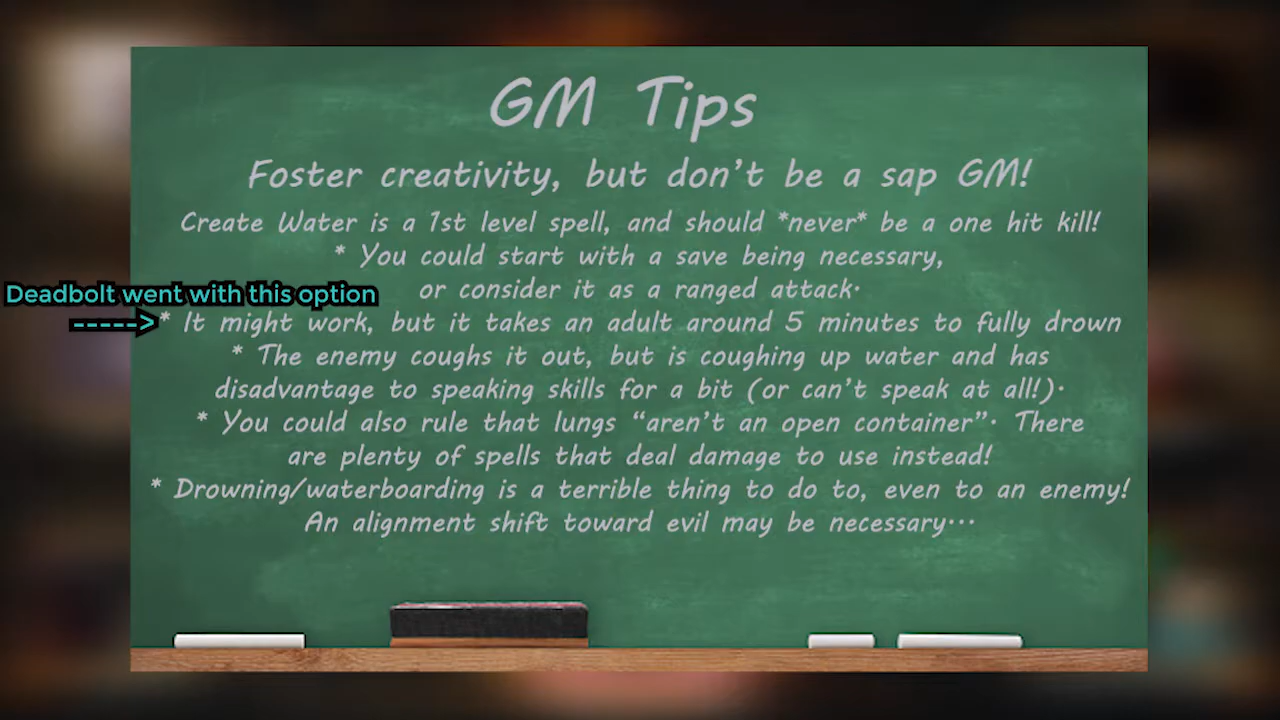 GM Tips
Foster creativity, but don't be a sap GM!
Create Water is a 1st level spell, and should *never* be a one hit kill!
* You could start with a save being necessary,
or consider it as a ranged attack.
Deadbolt went with this option
----->
* It might work, but it takes an adult around 5 minutes to fully drown
* The enemy coughs it out, but is coughing up water and has
disadvantage to speaking skills for a bit (or can't speak at all!).
* You could also rule that lungs "aren't an open container". There
are plenty of spells that deal damage to use instead!
* Drowning/waterboarding is a terrible thing to do to, even to an enemy!
An alignment shift toward evil may be necessary...